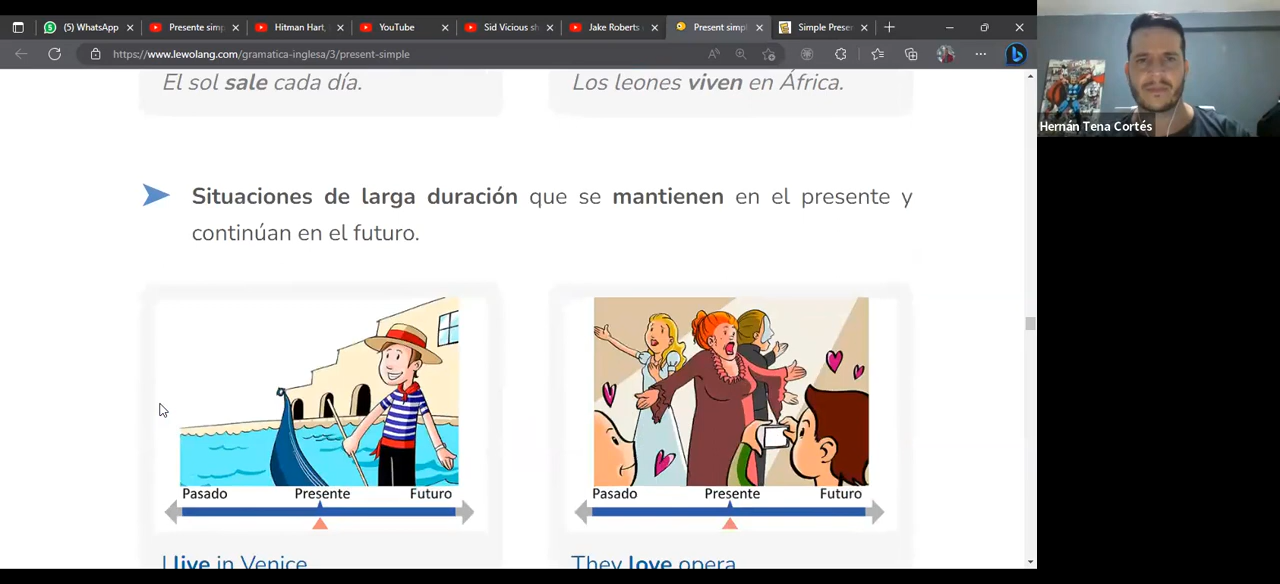 (5) WhatsApp
Presente simp
Hitman Hart,
YouTube
Sid Vicious sh
Jake Roberts
Present simpl
Simple Presen
https://www.lewolang.com/gramatica-inglesa/3/present-simple
El sol sale cada día.
Los leones viven en África.
Hernán Tena Cortés
Situaciones de larga duración que se mantienen en el presente y
continúan en el futuro.
Pasado Presente Futuro
Pasado Presente Futuro
I live in Venice
They love opera